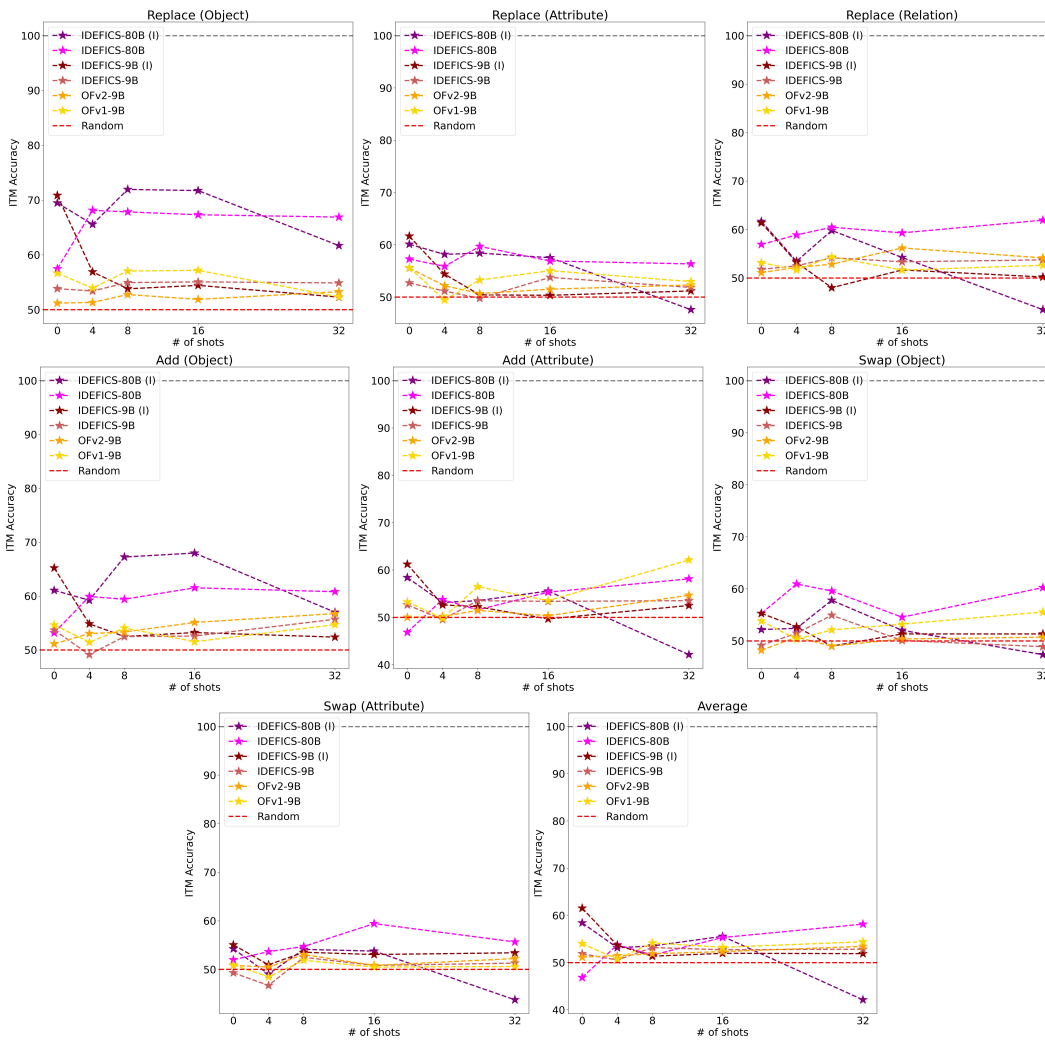 Replace (Object)
IDEFICS-80B (I)
IDEFICS-80B
IDEFICS-9B (I)
IDEFICS-9B
OFv2-9B
OFv1-9B
Random
ITM Accuracy
100
90
80
70
60
50
0 4 8 16 32
# of shots
Replace (Attribute)
IDEFICS-80B (I)
IDEFICS-80B
IDEFICS-9B (I)
IDEFICS-9B
OFv2-9B
OFv1-9B
Random
ITM Accuracy
100
90
80
70
60
50
0 4 8 16 32
# of shots
Replace (Relation)
IDEFICS-80B (I)
IDEFICS-80B
IDEFICS-9B (I)
IDEFICS-9B
OFv2-9B
OFv1-9B
Random
ITM Accuracy
100
90
80
70
60
50
0 4 8 16 32
# of shots
Add (Object)
IDEFICS-80B (I)
IDEFICS-80B
IDEFICS-9B (I)
IDEFICS-9B
OFv2-9B
OFv1-9B
Random
ITM Accuracy
100
90
80
70
60
50
0 4 8 16 32
# of shots
Add (Attribute)
IDEFICS-80B (I)
IDEFICS-80B
IDEFICS-9B (I)
IDEFICS-9B
OFv2-9B
OFv1-9B
Random
ITM Accuracy
100
90
80
70
60
50
40
0 4 8 16 32
# of shots
Swap (Object)
IDEFICS-80B (I)
IDEFICS-80B
IDEFICS-9B (I)
IDEFICS-9B
OFv2-9B
OFv1-9B
Random
ITM Accuracy
100
90
80
70
60
50
0 4 8 16 32
# of shots
Swap (Attribute)
IDEFICS-80B (I)
IDEFICS-80B
IDEFICS-9B (I)
IDEFICS-9B
OFv2-9B
OFv1-9B
Random
ITM Accuracy
100
90
80
70
60
50
0 4 8 16 32
# of shots
Average
IDEFICS-80B (I)
IDEFICS-80B
IDEFICS-9B (I)
IDEFICS-9B
OFv2-9B
OFv1-9B
Random
ITM Accuracy
100
90
80
70
60
50
40
0 4 8 16 32
# of shots